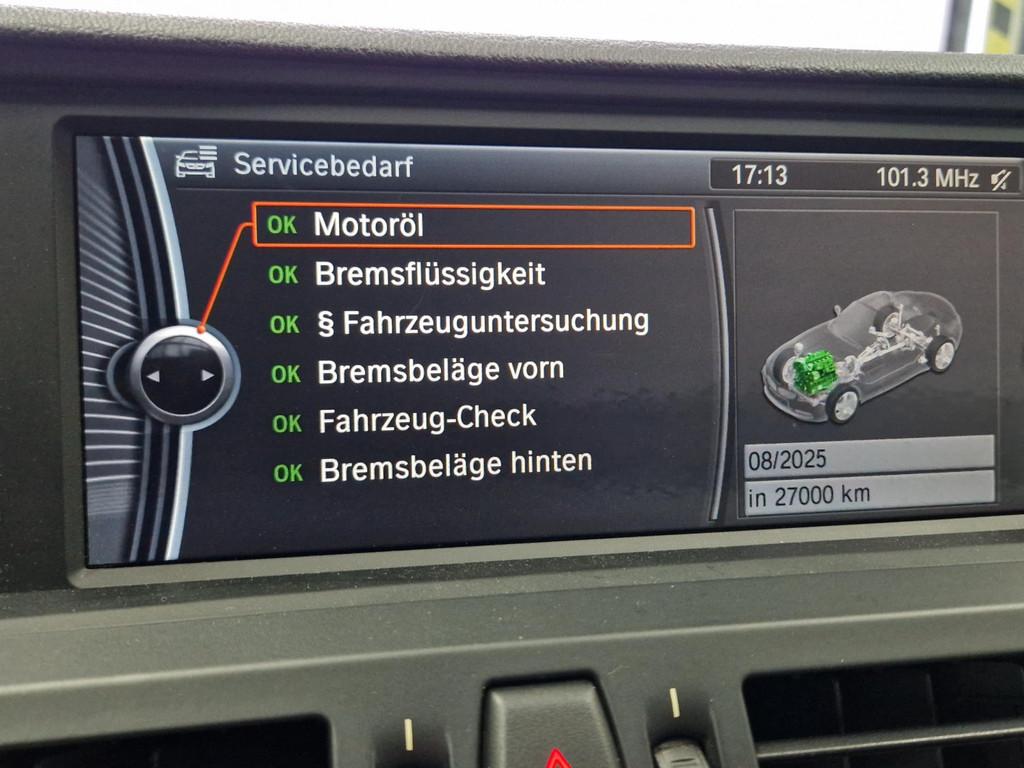 Servicebedarf
17:13 101.3 MHz
OK Motoröl
OK Bremsflüssigkeit
OK § Fahrzeuguntersuchung
OK Bremsbeläge vorn
OK Fahrzeug-Check
OK Bremsbeläge hinten
08/2025
in 27000 km